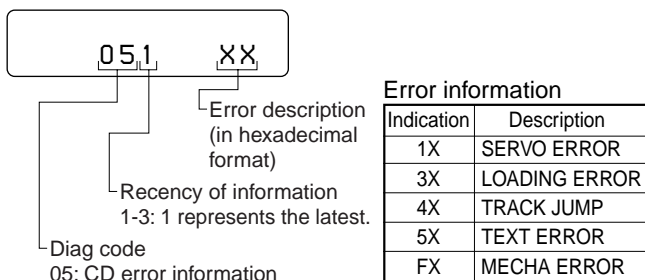 051 XX
Error description
(in hexadecimal
format)
Recency of information
1-3: 1 represents the latest.
Diag code
05: CD error information
Error information
Indication Description
1X SERVO ERROR
3X LOADING ERROR
4X TRACK JUMP
5X TEXT ERROR
FX MECHA ERROR